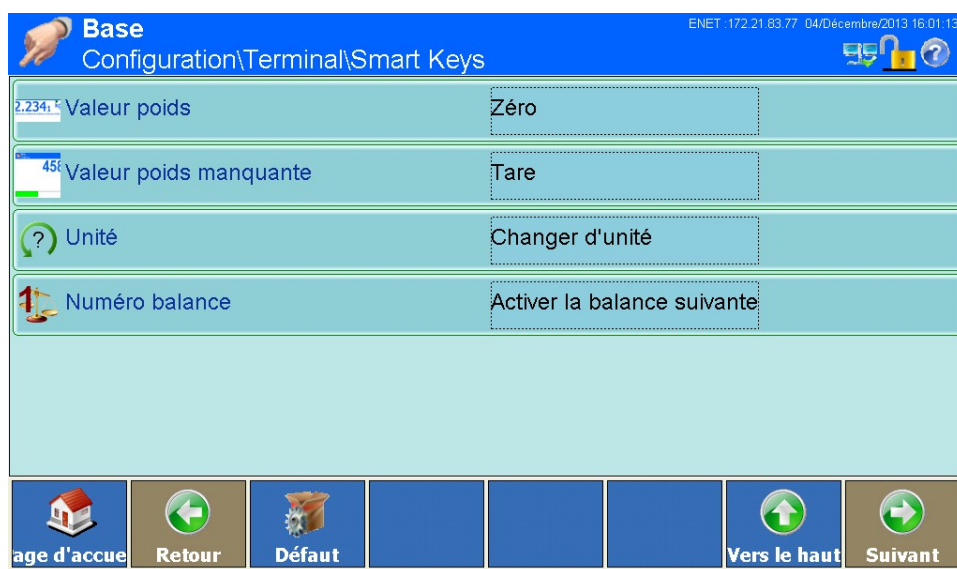 Base
ENET :172.21.83.77 04/Décembre/2013 16:01:13
Configuration\Terminal\Smart Keys
Valeur poids
Zéro
Valeur poids manquante
Tare
? Unité
Changer d'unité
1 Numéro balance
Activer la balance suivante
age d'accue
Retour
Défaut
Vers le haut
Suivant